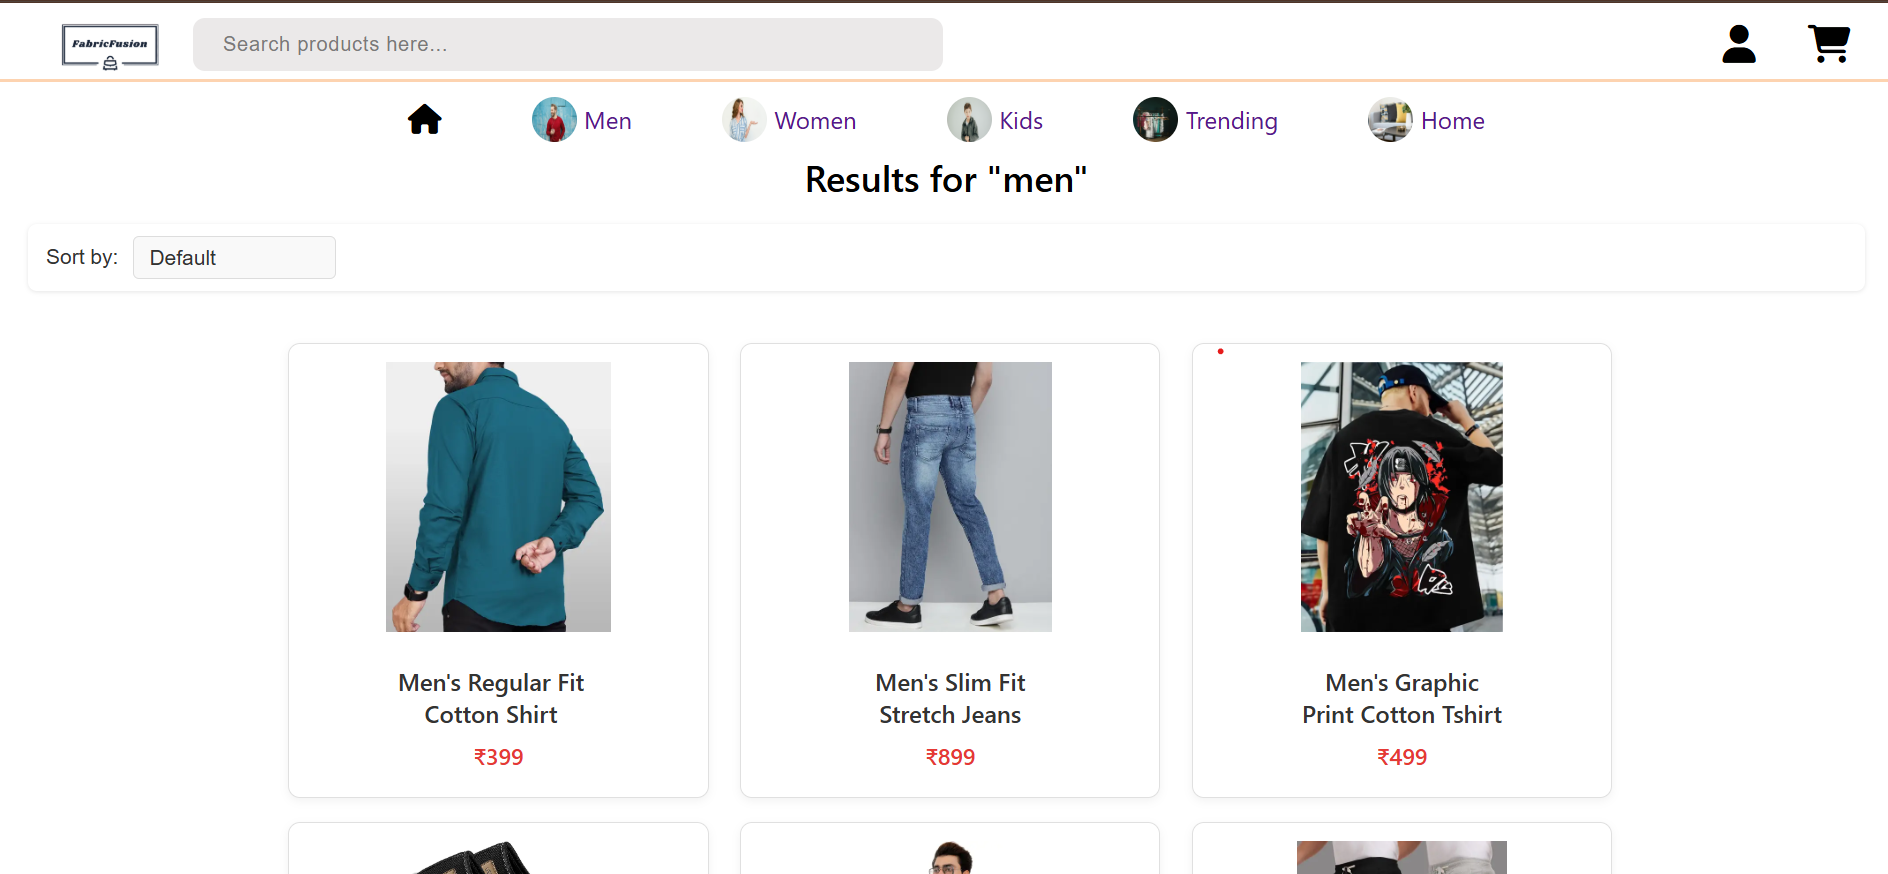 FabricFusion
Search products here...
Men
Women
Kids
Trending
Home
Results for "men"
Sort by:
Default
Men's Regular Fit
Cotton Shirt
₹399
Men's Slim Fit
Stretch Jeans
₹899
Men's Graphic
Print Cotton Tshirt
₹499